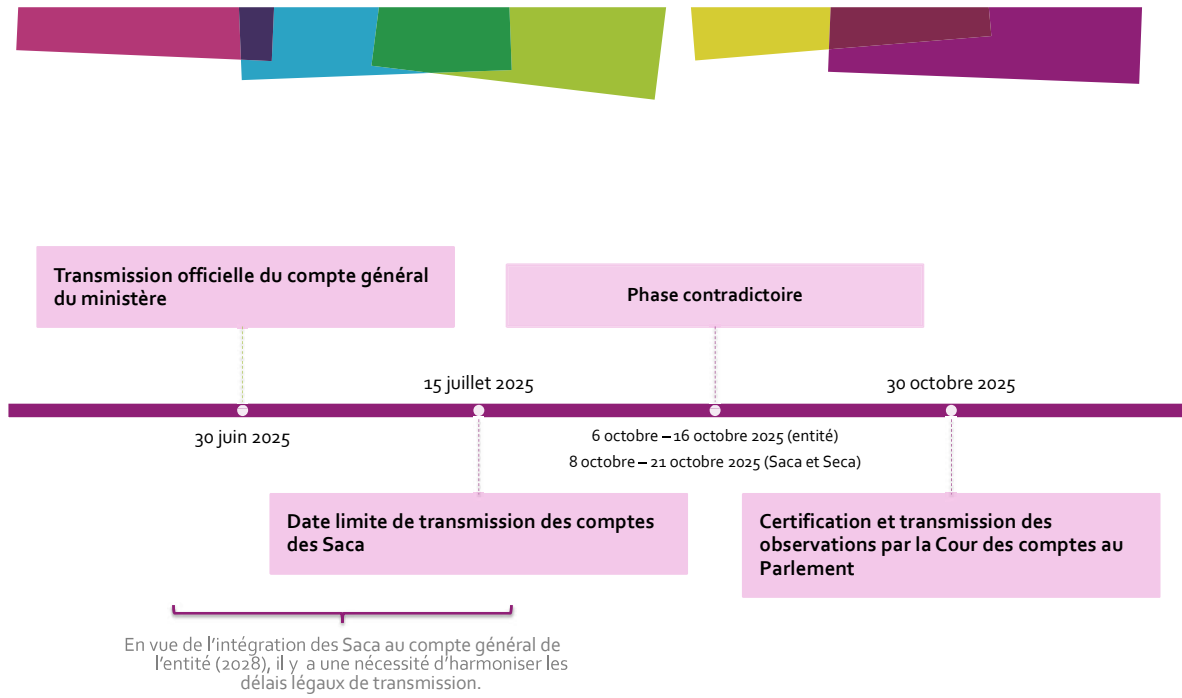 Transmission officielle du compte général
du ministère
Phase contradictoire
15 juillet 2025
30 octobre 2025
30 juin 2025
6 octobre – 16 octobre 2025 (entité)
8 octobre – 21 octobre 2025 (Saca et Seca)
Date limite de transmission des comptes
des Saca
Certification et transmission des
observations par la Cour des comptes au
Parlement
En vue de l'intégration des Saca au compte général de
l'entité (2028), il y a une nécessité d'harmoniser les
délais légaux de transmission.